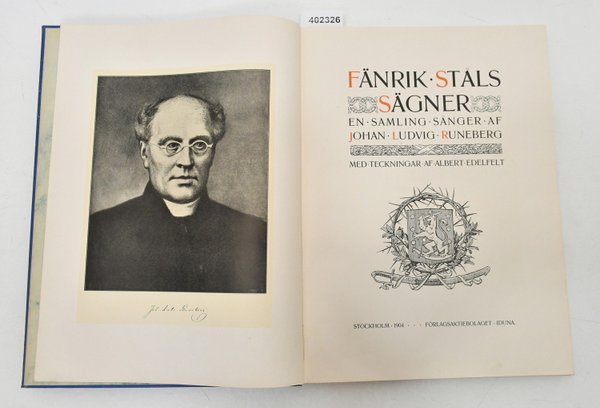 402326
FÄNRIK · STÅLS
SÄGNER
EN · SAMLING · SÅNGER · AF
JOHAN · LUDVIG · RUNEBERG
MED · TECKNINGAR · AF · ALBERT · EDELFELT
STOCKHOLM · 1904 · · · FÖRLAGSAKTIEBOLAGET · IDUNA